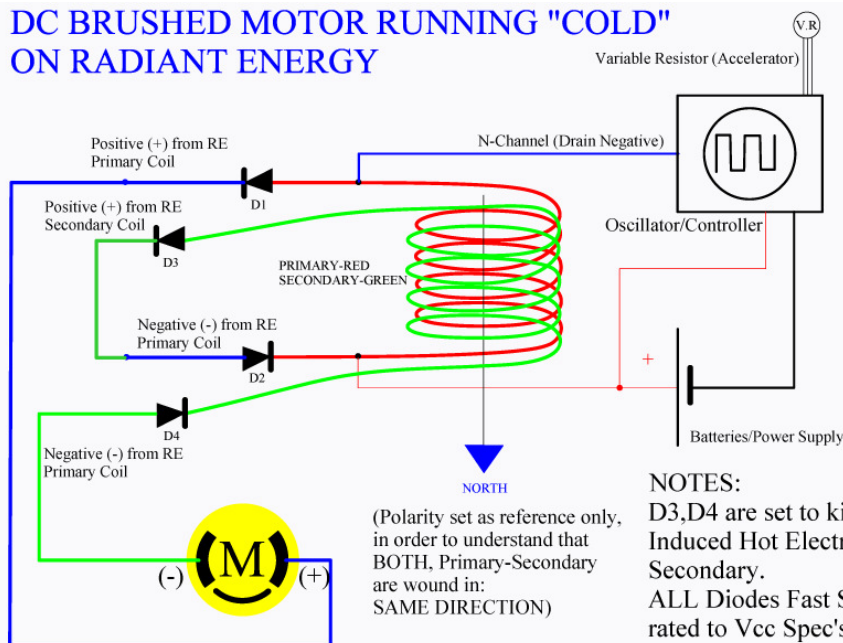 DC BRUSHED MOTOR RUNNING "COLD"
ON RADIANT ENERGY
V.R
Variable Resistor (Accelerator)
Positive (+) from RE
Primary Coil
N-Channel (Drain Negative)
D1
Positive (+) from RE
Secondary Coil
Oscillator/Controller
D3
PRIMARY-RED
SECONDARY-GREEN
Negative (-) from RE
Primary Coil
+
D2
D4
Batteries/Power Supply
Negative (-) from RE
Primary Coil
NORTH
(Polarity set as reference only,
in order to understand that
BOTH, Primary-Secondary
are wound in:
SAME DIRECTION)
NOTES:
D3,D4 are set to
Induced Hot
Secondary.
ALL Diodes Fast
rated to Vcc Spec's
(-) M (+)